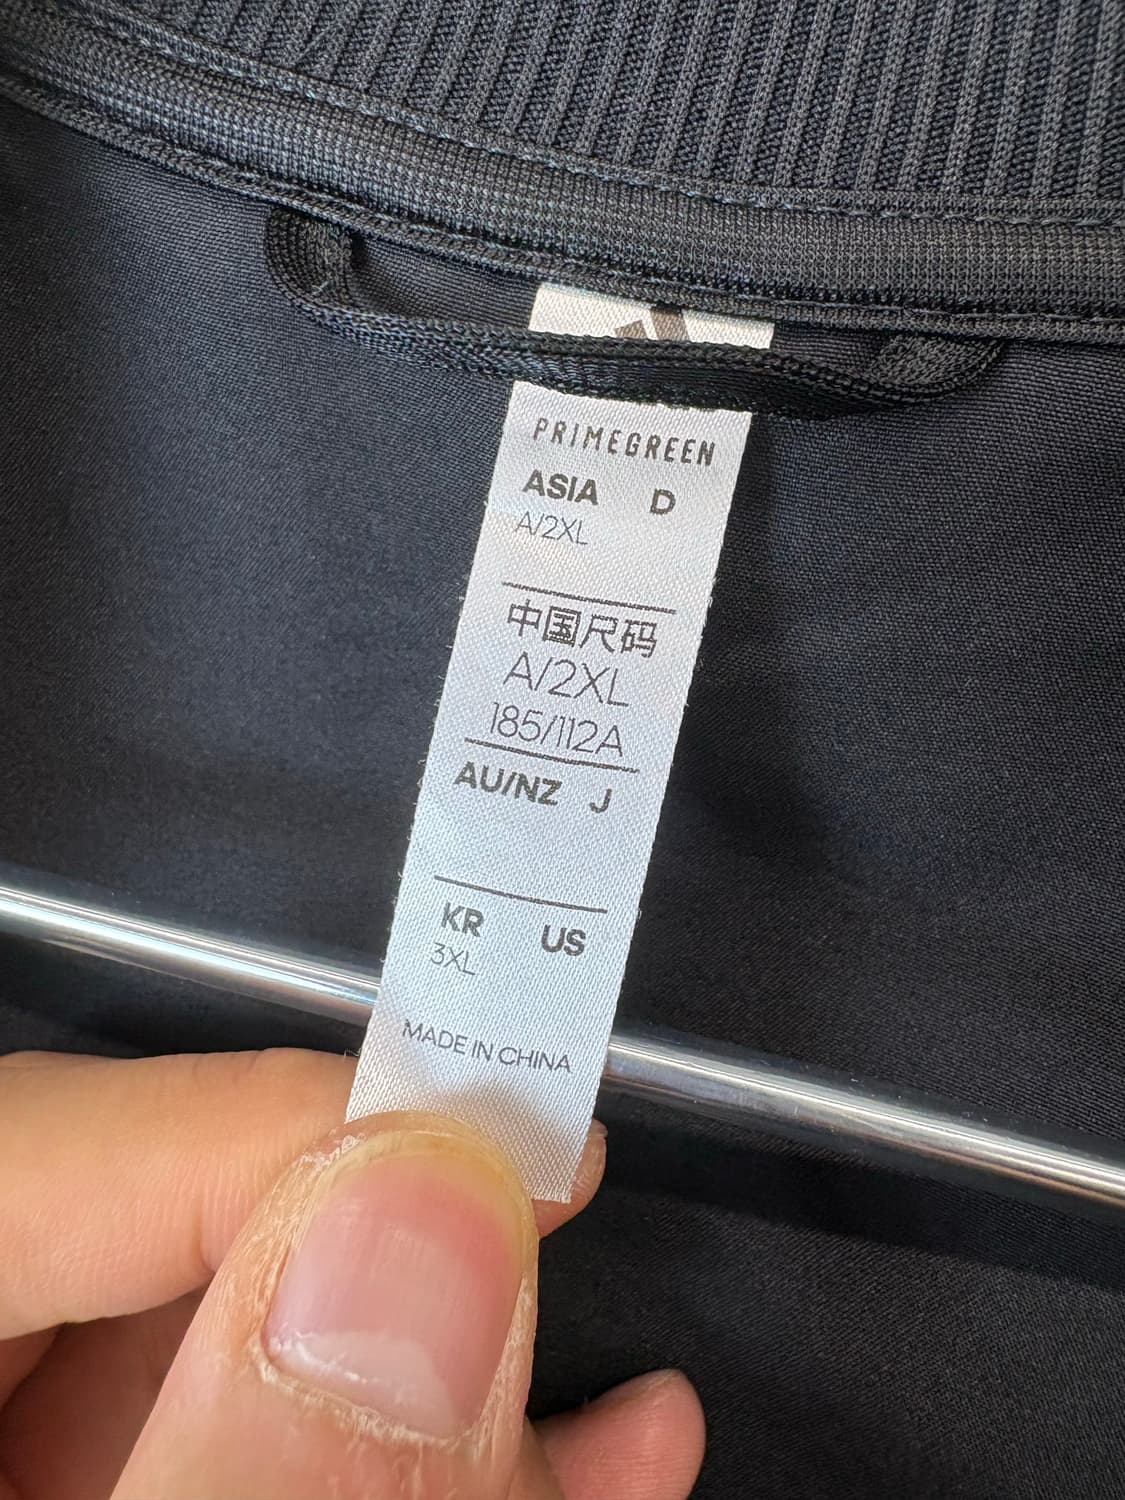 PRIMEGREEN
ASIA D
A/2XL
中国尺码
A/2XL
185/112A
AU/NZ J
KR US
3XL
MADE IN CHINA